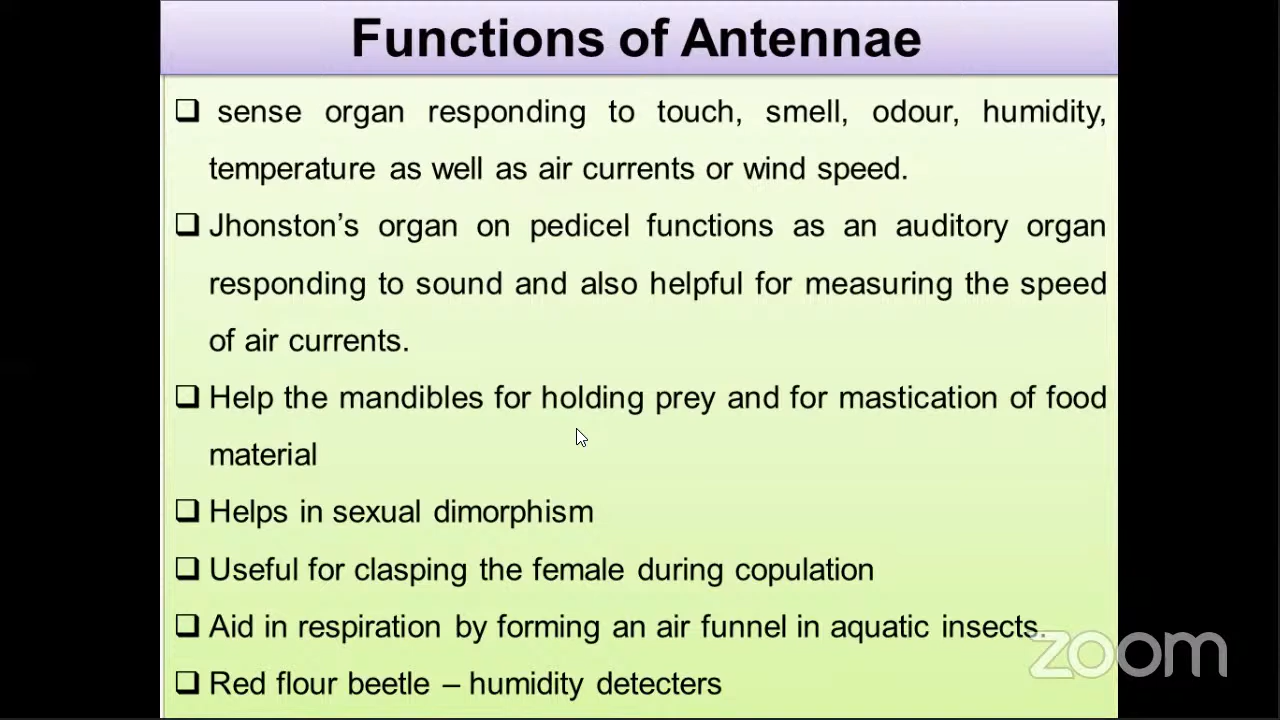 Functions of Antennae
sense organ responding to touch, smell, odour, humidity,
temperature as well as air currents or wind speed.
Jhonston’s organ on pedicel functions as an auditory organ
responding to sound and also helpful for measuring the speed
of air currents.
Help the mandibles for holding prey and for mastication of food
material
Helps in sexual dimorphism
Useful for clasping the female during copulation
Aid in respiration by forming an air funnel in aquatic insects.
zoom
Red flour beetle – humidity detecters